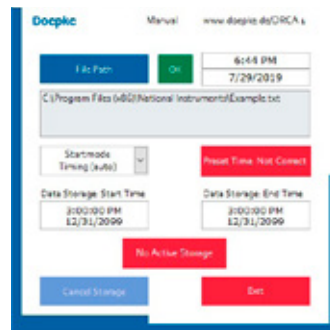 Doepke Manual www.doepke.de/ORCA
File Path OK 6:44 PM
7/29/2019
C:\Program Files (x86)\National Instruments\Example.txt
Startmode
Timing (auto) Preset Time Not Correct
Data Storage: Start Time Data Storage: End Time
3:00:00 PM 3:00:00 PM
12/31/2099 12/31/2099
No Active Storage
Cancel Storage Exit